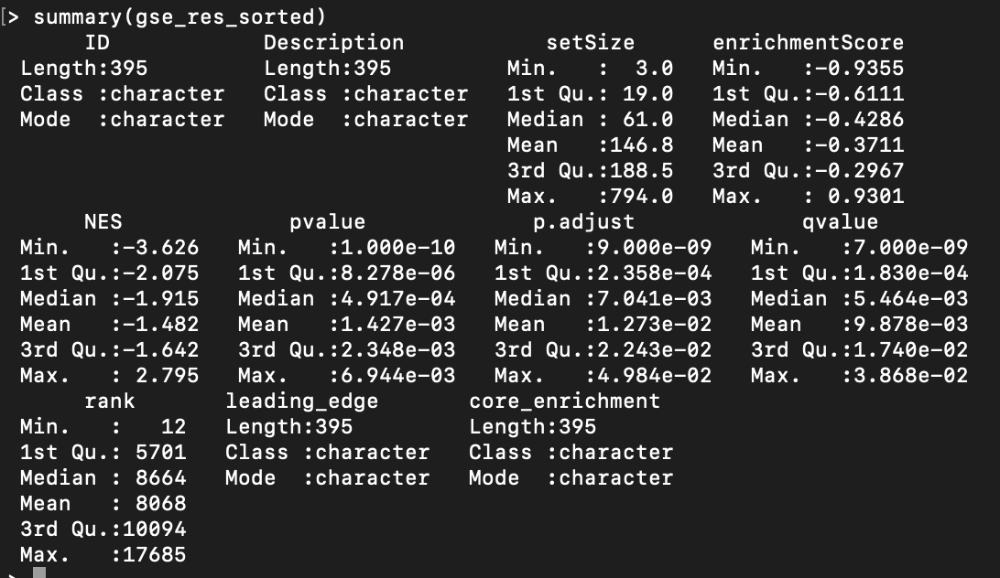 [> summary(gse_res_sorted)
      ID            Description           setSize       enrichmentScore
 Length:395         Length:395         Min.   :  3.0   Min.   :-0.9355
 Class :character   Class :character   1st Qu.: 19.0   1st Qu.:-0.6111
 Mode  :character   Mode  :character   Median : 61.0   Median :-0.4286
                                       Mean   :146.8   Mean   :-0.3711
                                       3rd Qu.:188.5   3rd Qu.:-0.2967
                                       Max.   :794.0   Max.   : 0.9301
      NES             pvalue             p.adjust             qvalue
 Min.   :-3.626   Min.   :1.000e-10   Min.   :9.000e-09   Min.   :7.000e-09
 1st Qu.:-2.075   1st Qu.:8.278e-06   1st Qu.:2.358e-04   1st Qu.:1.830e-04
 Median :-1.915   Median :4.917e-04   Median :7.041e-03   Median :5.464e-03
 Mean   :-1.482   Mean   :1.427e-03   Mean   :1.273e-02   Mean   :9.878e-03
 3rd Qu.:-1.642   3rd Qu.:2.348e-03   3rd Qu.:2.243e-02   3rd Qu.:1.740e-02
 Max.   : 2.795   Max.   :6.944e-03   Max.   :4.984e-02   Max.   :3.868e-02
      rank       leading_edge       core_enrichment
 Min.   :   12   Length:395         Length:395
 1st Qu.: 5701   Class :character   Class :character
 Median : 8664   Mode  :character   Mode  :character
 Mean   : 8068
 3rd Qu.:10094
 Max.   :17685
>